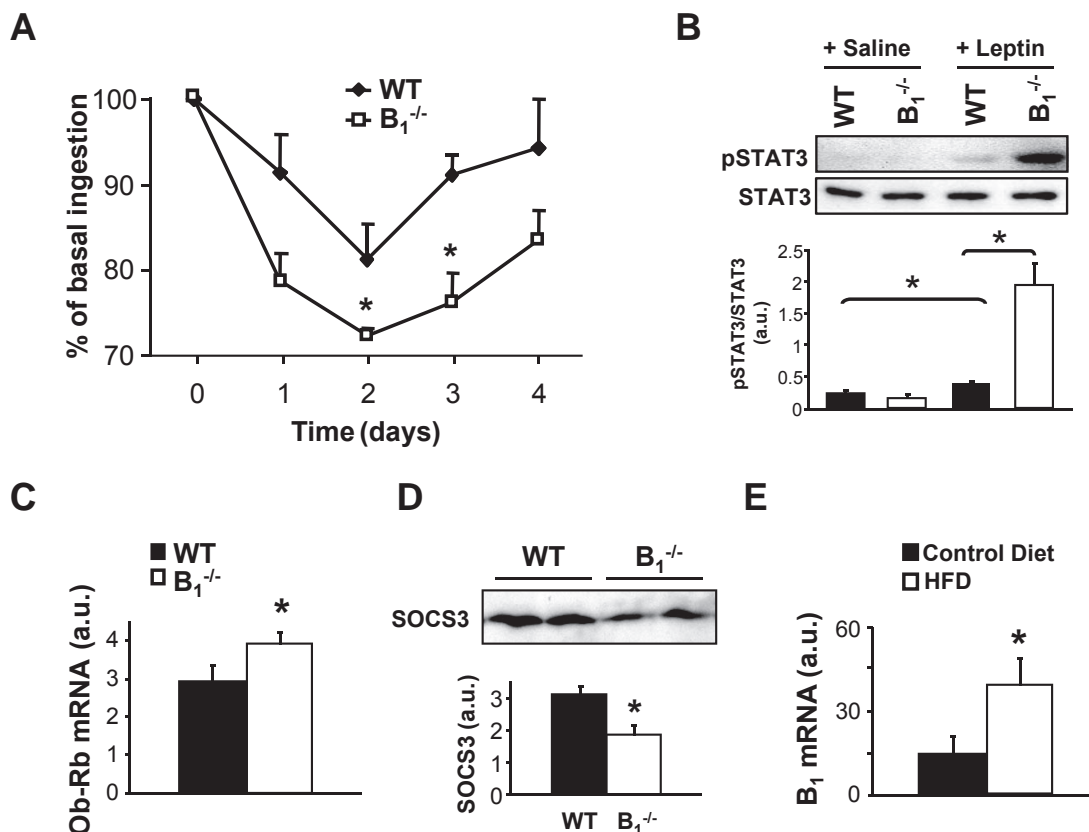 A
WT
B₁⁻/⁻
% of basal ingestion
100
90
80
70
*
*
0 1 2 3 4
Time (days)
B
+ Saline + Leptin
WT B₁⁻/⁻ WT B₁⁻/⁻
pSTAT3
STAT3
pSTAT3/STAT3
(a.u.)
2.5
2
1.5
1
0.5
0
*
*
C
WT
B₁⁻/⁻
Ob-Rb mRNA (a.u.)
4
3
2
1
0
*
D
WT B₁⁻/⁻
SOCS3
SOCS3 (a.u.)
3
2
1
0
*
WT B₁⁻/⁻
E
Control Diet
HFD
B₁ mRNA (a.u.)
60
30
0
*